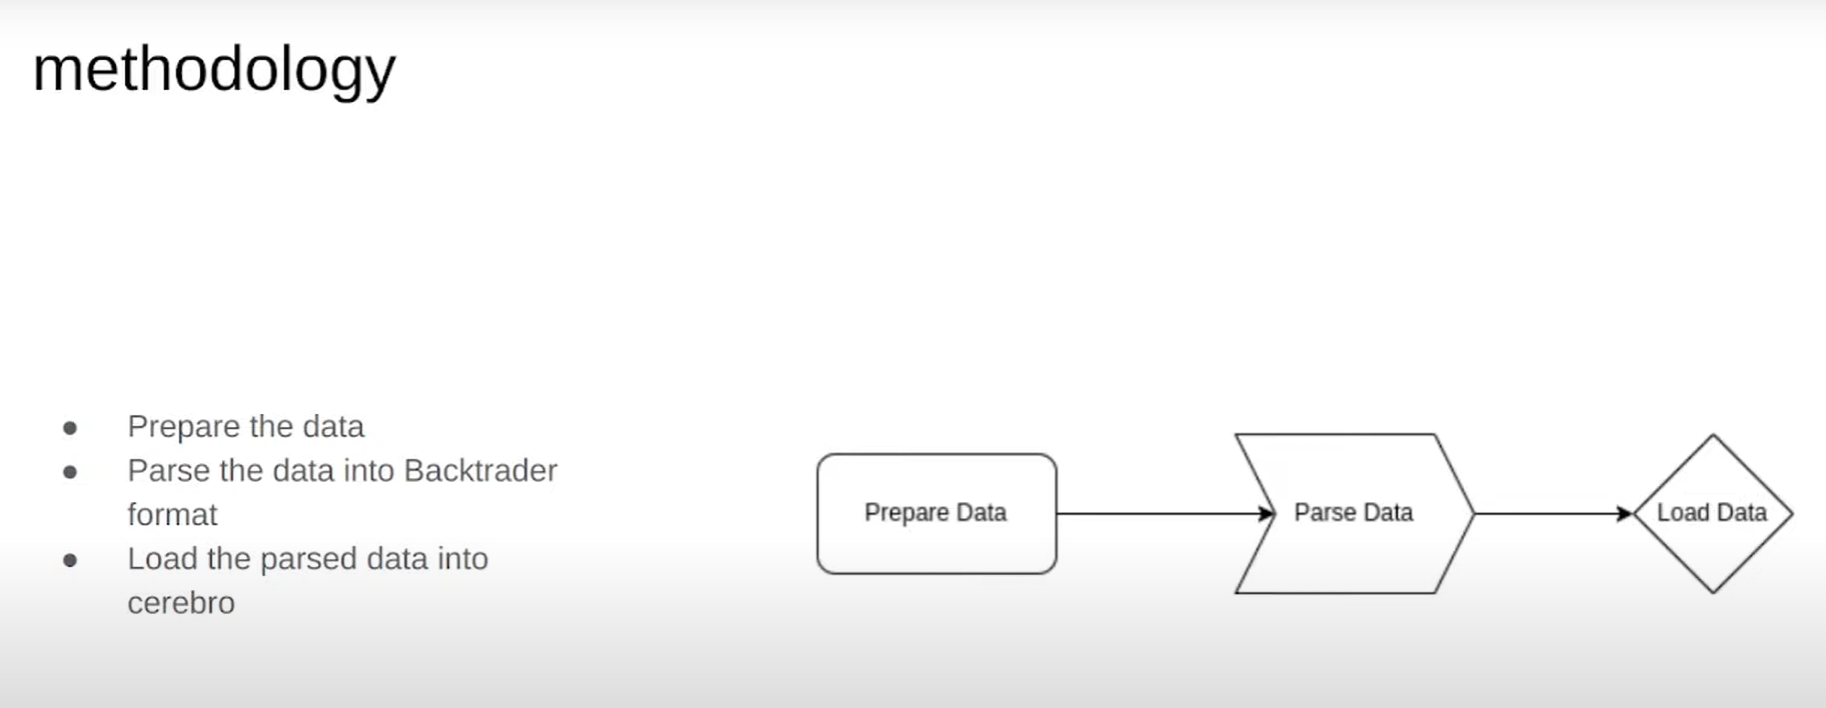 methodology
Prepare the data
Parse the data into Backtrader
format
Load the parsed data into
cerebro
Prepare Data
Parse Data
Load Data